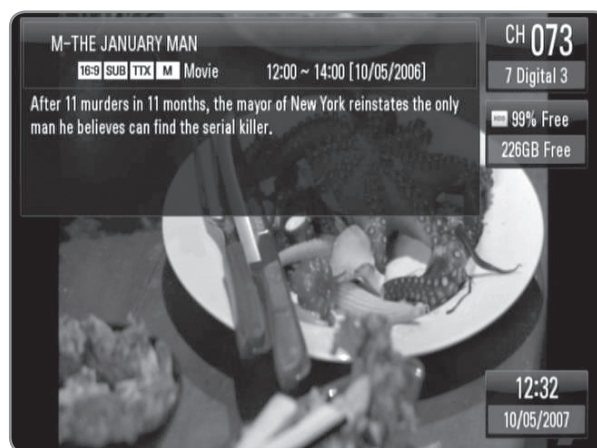 M-THE JANUARY MAN
16:9 SUB TTX M Movie 12:00 ~ 14:00 [10/05/2006]
After 11 murders in 11 months, the mayor of New York reinstates the only
man he believes can find the serial killer.
CH 073
7 Digital 3
HDD 99% Free
226GB Free
12:32
10/05/2007